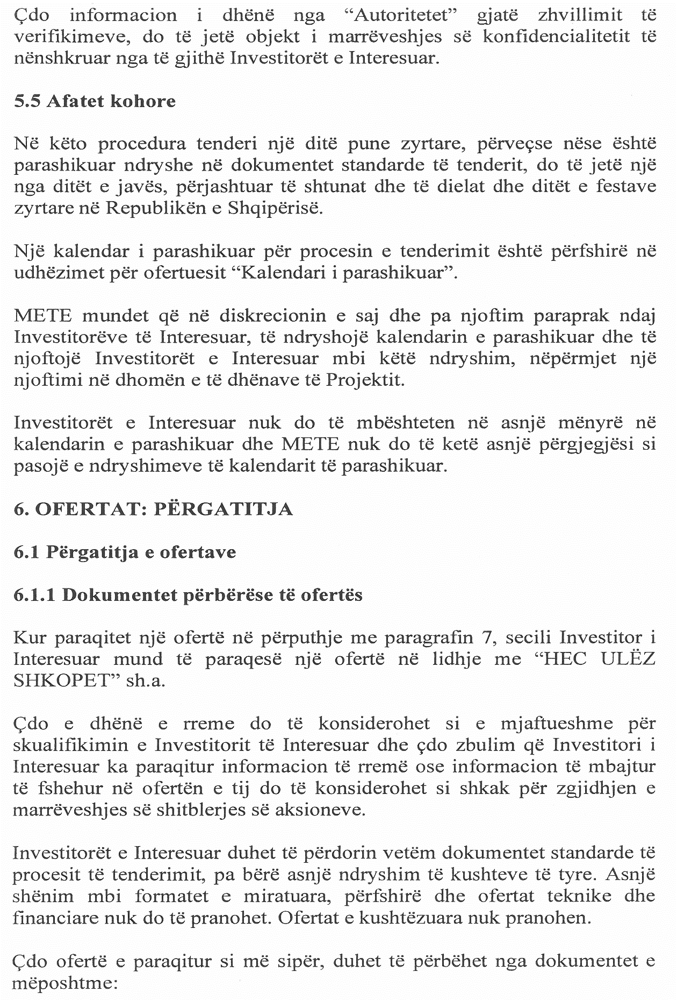 Çdo informacion i dhënë nga “Autoritetet” gjatë zhvillimit të
verifikimeve, do të jetë objekt i marrëveshjes së konfidencialitetit të
nënshkruar nga të gjithë Investitorët e Interesuar.
5.5 Afatet kohore
Në këto procedura tenderi një ditë pune zyrtare, përveçse nëse është
parashikuar ndryshe në dokumentet standarde të tenderit, do të jetë një
nga ditët e javës, përjashtuar të shtunat dhe të dielat dhe ditët e festave
zyrtare në Republikën e Shqipërisë.
Një kalendar i parashikuar për procesin e tenderimit është përfshirë në
udhëzimet për ofertuesit “Kalendari i parashikuar”.
METE mundet që në diskrecionin e saj dhe pa njoftim paraprak ndaj
Investitorëve të Interesuar, të ndryshojë kalendarin e parashikuar dhe të
njoftojë Investitorët e Interesuar mbi këtë ndryshim, nëpërmjet një
njoftimi në dhomën e të dhënave të Projektit.
Investitorët e Interesuar nuk do të mbështeten në asnjë mënyrë në
kalendarin e parashikuar dhe METE nuk do të ketë asnjë përgjegjësi si
pasojë e ndryshimeve të kalendarit të parashikuar.
6. OFERTAT: PËRGATITJA
6.1 Përgatitja e ofertave
6.1.1 Dokumentet përbërëse të ofertës
Kur paraqitet një ofertë në përputhje me paragrafin 7, secili Investitor i
Interesuar mund të paraqesë një ofertë në lidhje me “HEC ULËZ
SHKOPET” sh.a.
Çdo e dhënë e rreme do të konsiderohet si e mjaftueshme për
skualifikimin e Investitorit të Interesuar dhe çdo zbulim që Investitori i
Interesuar ka paraqitur informacion të rremë ose informacion të mbajtur
të fshehur në ofertën e tij do të konsiderohet si shkak për zgjidhjen e
marrëveshjes së shitblerjes së aksioneve.
Investitorët e Interesuar duhet të përdorin vetëm dokumentet standarde të
procesit të tenderimit, pa bërë asnjë ndryshim të kushteve të tyre. Asnjë
shënim mbi formatet e miratuara, përfshirë dhe ofertat teknike dhe
financiare nuk do të pranohet. Ofertat e kushtëzuara nuk pranohen.
Çdo ofertë e paraqitur si më sipër, duhet të përbëhet nga dokumentet e
mëposhtme: